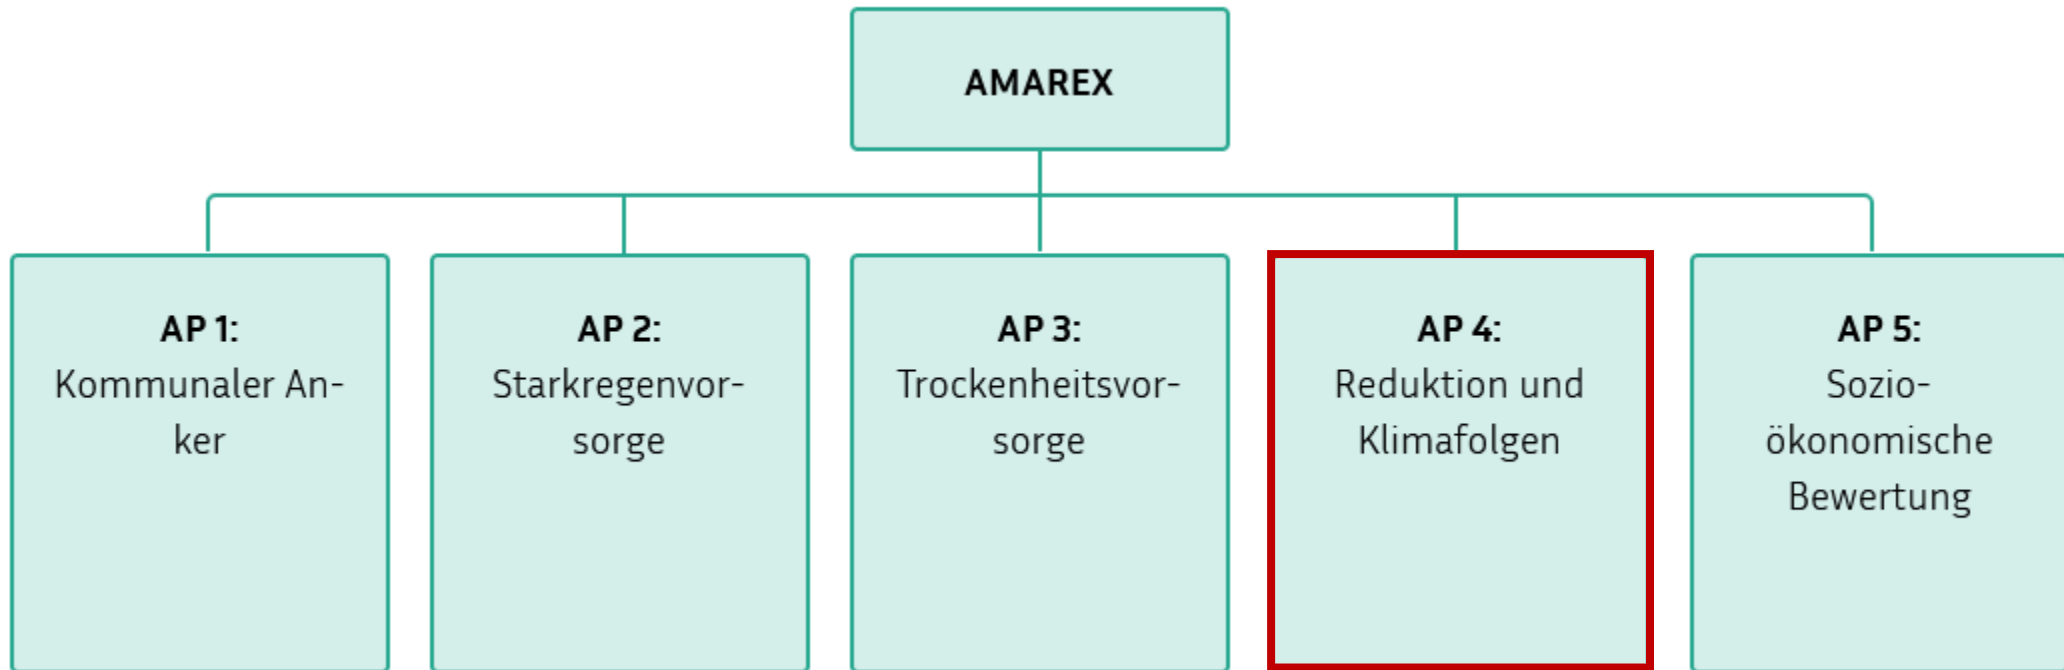 AMAREX
AP 1:
Kommunaler An-
ker
AP 2:
Starkregenvor-
sorge
AP 3:
Trockenheitsvor-
sorge
AP 4:
Reduktion und
Klimafolgen
AP 5:
Sozio-
ökonomische
Bewertung